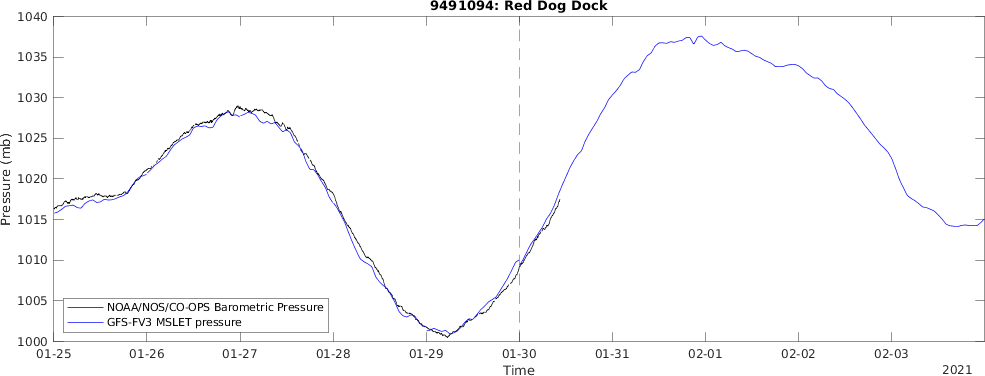 9491094: Red Dog Dock
1040
1035
1030
1025
1020
1015
1010
1005
1000
Pressure (mb)
NOAA/NOS/CO-OPS Barometric Pressure
GFS-FV3 MSLET pressure
01-25 01-26 01-27 01-28 01-29 01-30 01-31 02-01 02-02 02-03
Time
2021